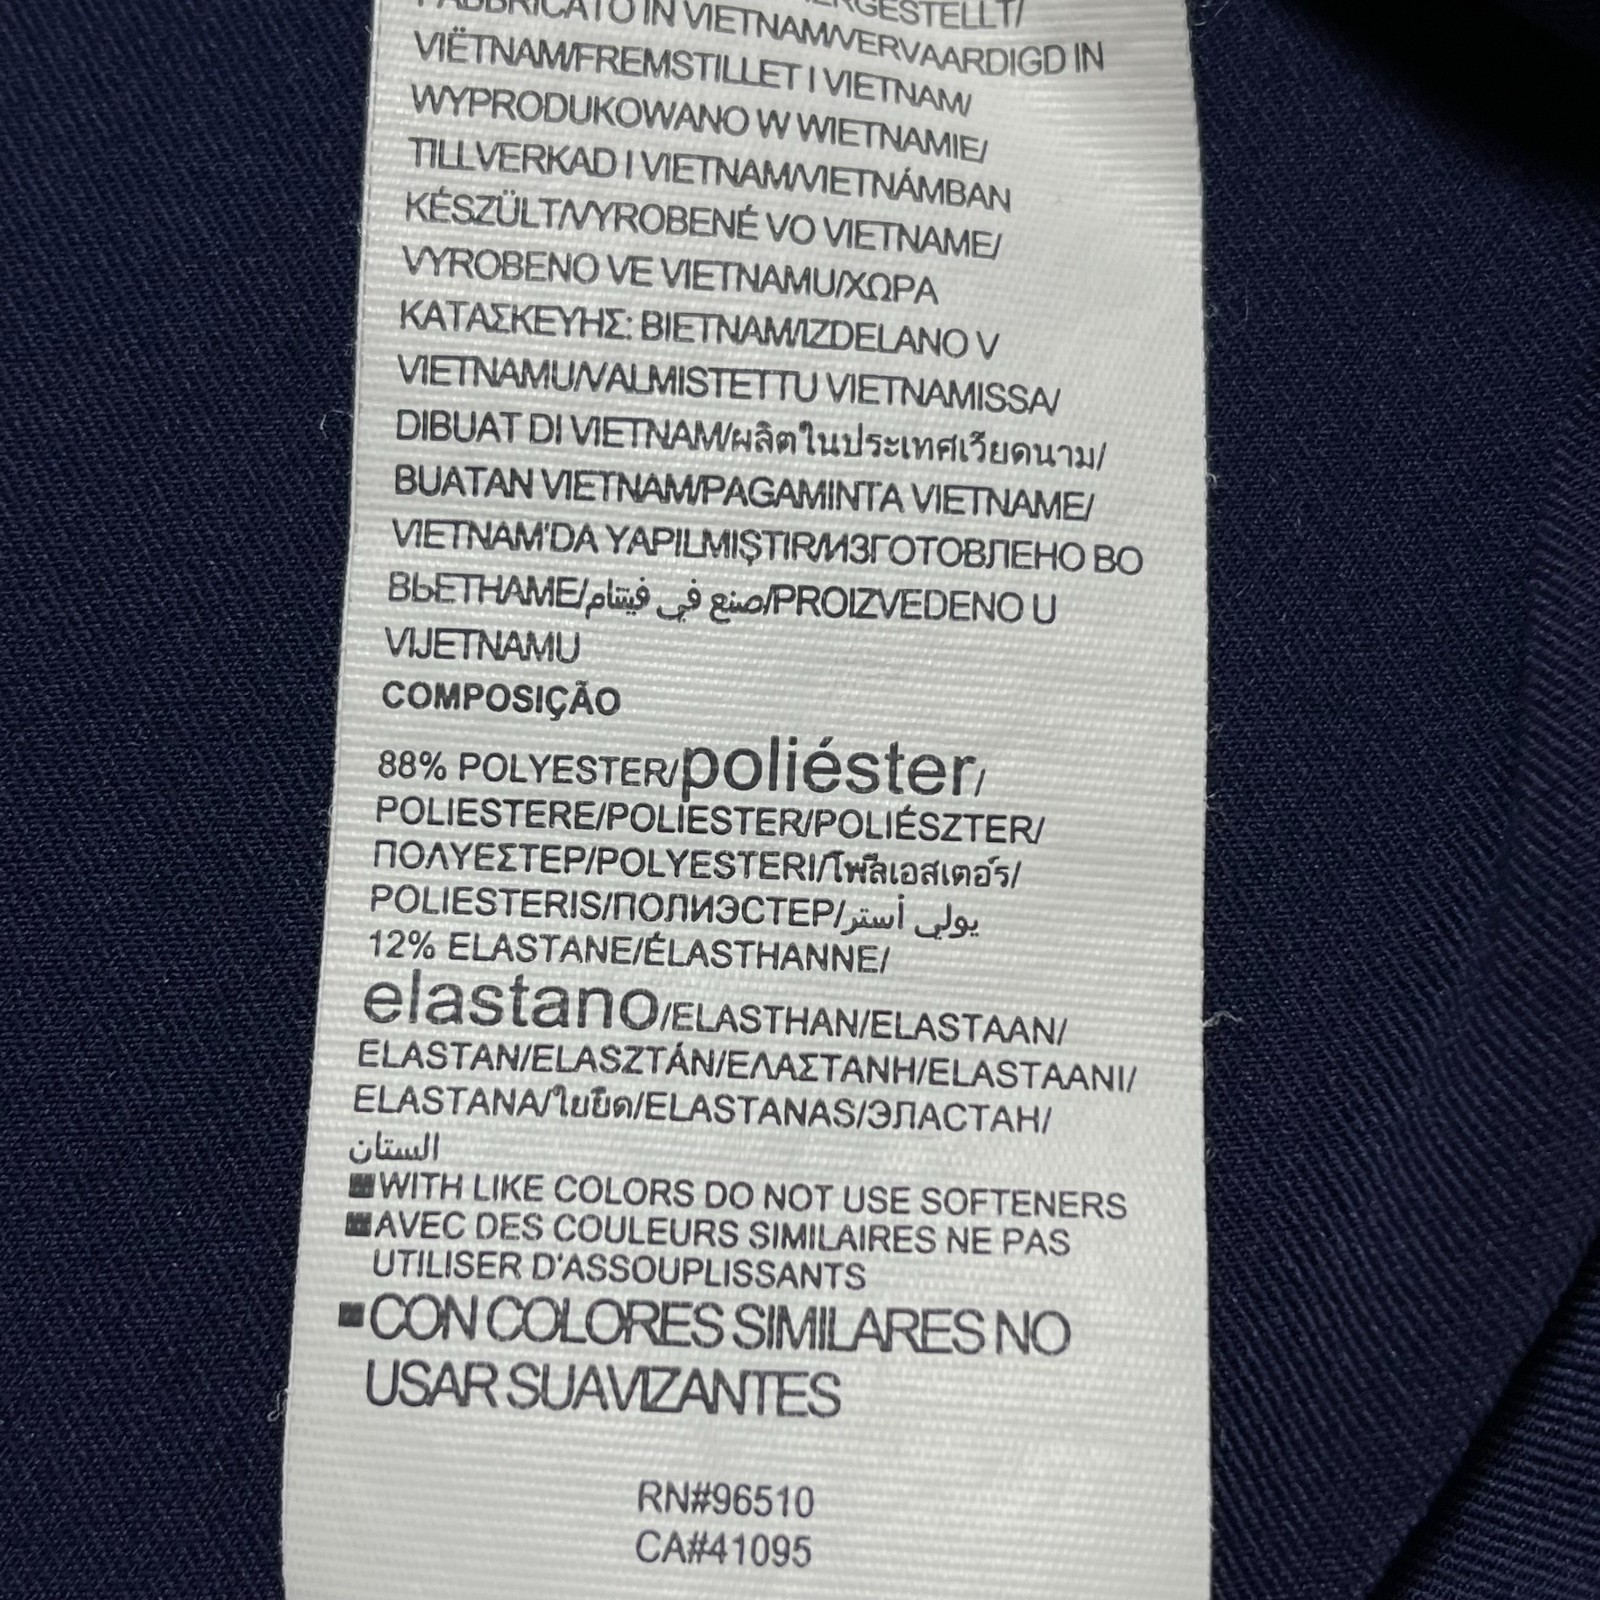 FABBRICATO IN VIETNAM/VERVAARDIGD IN
VIËTNAM/FREMSTILLET I VIETNAM/
WYPRODUKOWANO W WIETNAMIE/
TILLVERKAD I VIETNAM/VIETNÁMBAN
KÉSZÜLT/VYROBENÉ VO VIETNAME/
VYROBENO VE VIETNAMU/ΧΩΡΑ
ΚΑΤΑΣΚΕΥΗΣ: ΒΙΕΤΝΑΜ/IZDELANO V
VIETNAMU/VALMISTETTU VIETNAMISSA/
DIBUAT DI VIETNAM/ผลิตในประเทศเวียดนาม/
BUATAN VIETNAM/PAGAMINTA VIETNAME/
VIETNAM'DA YAPILMIŞTIR/ИЗГОТОВЛЕНО ВО
ВЬЕТНАМЕ/صنع في فيتنام/PROIZVEDENO U
VIJETNAMU
COMPOSIÇÃO
88% POLYESTER/poliéster/
POLIESTERE/POLIESTER/POLIÉSZTER/
ΠΟΛΥΕΣΤΕΡ/POLYESTERI/โพลีเอสเตอร์/
POLIESTERIS/ПОЛИЭСТЕР/يولي أستر
12% ELASTANE/ÉLASTHANNE/
elastano/ELASTHAN/ELASTAAN/
ELASTAN/ELASZTÁN/ΕΛΑΣΤΑΝΗ/ELASTAANI/
ELASTANA/ใยยืด/ELASTANAS/ЭЛАСТАН/
الستان
WITH LIKE COLORS DO NOT USE SOFTENERS
AVEC DES COULEURS SIMILAIRES NE PAS
UTILISER D'ASSOUPLISSANTS
CON COLORES SIMILARES NO
USAR SUAVIZANTES
RN#96510
CA#41095